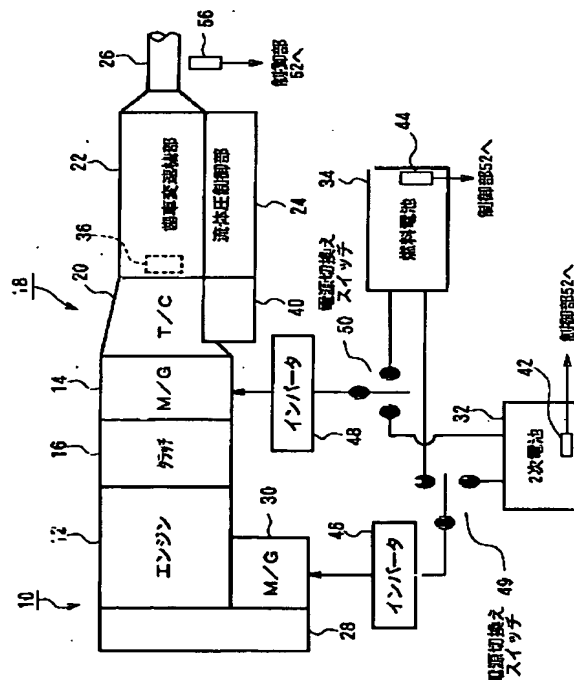 10
12
16
14
20
18
22
26
エンジン
クラッチ
M/G
T/C
36
歯車変速機部
流体圧制御部
56
制御部
52へ
M/G
30
28
40
24
インバータ
46
インバータ
48
電源切換え
スイッチ
50
34
燃料電池
44
制御部52へ
49
電源切換え
スイッチ
32
2次電池
42
制御部52へ